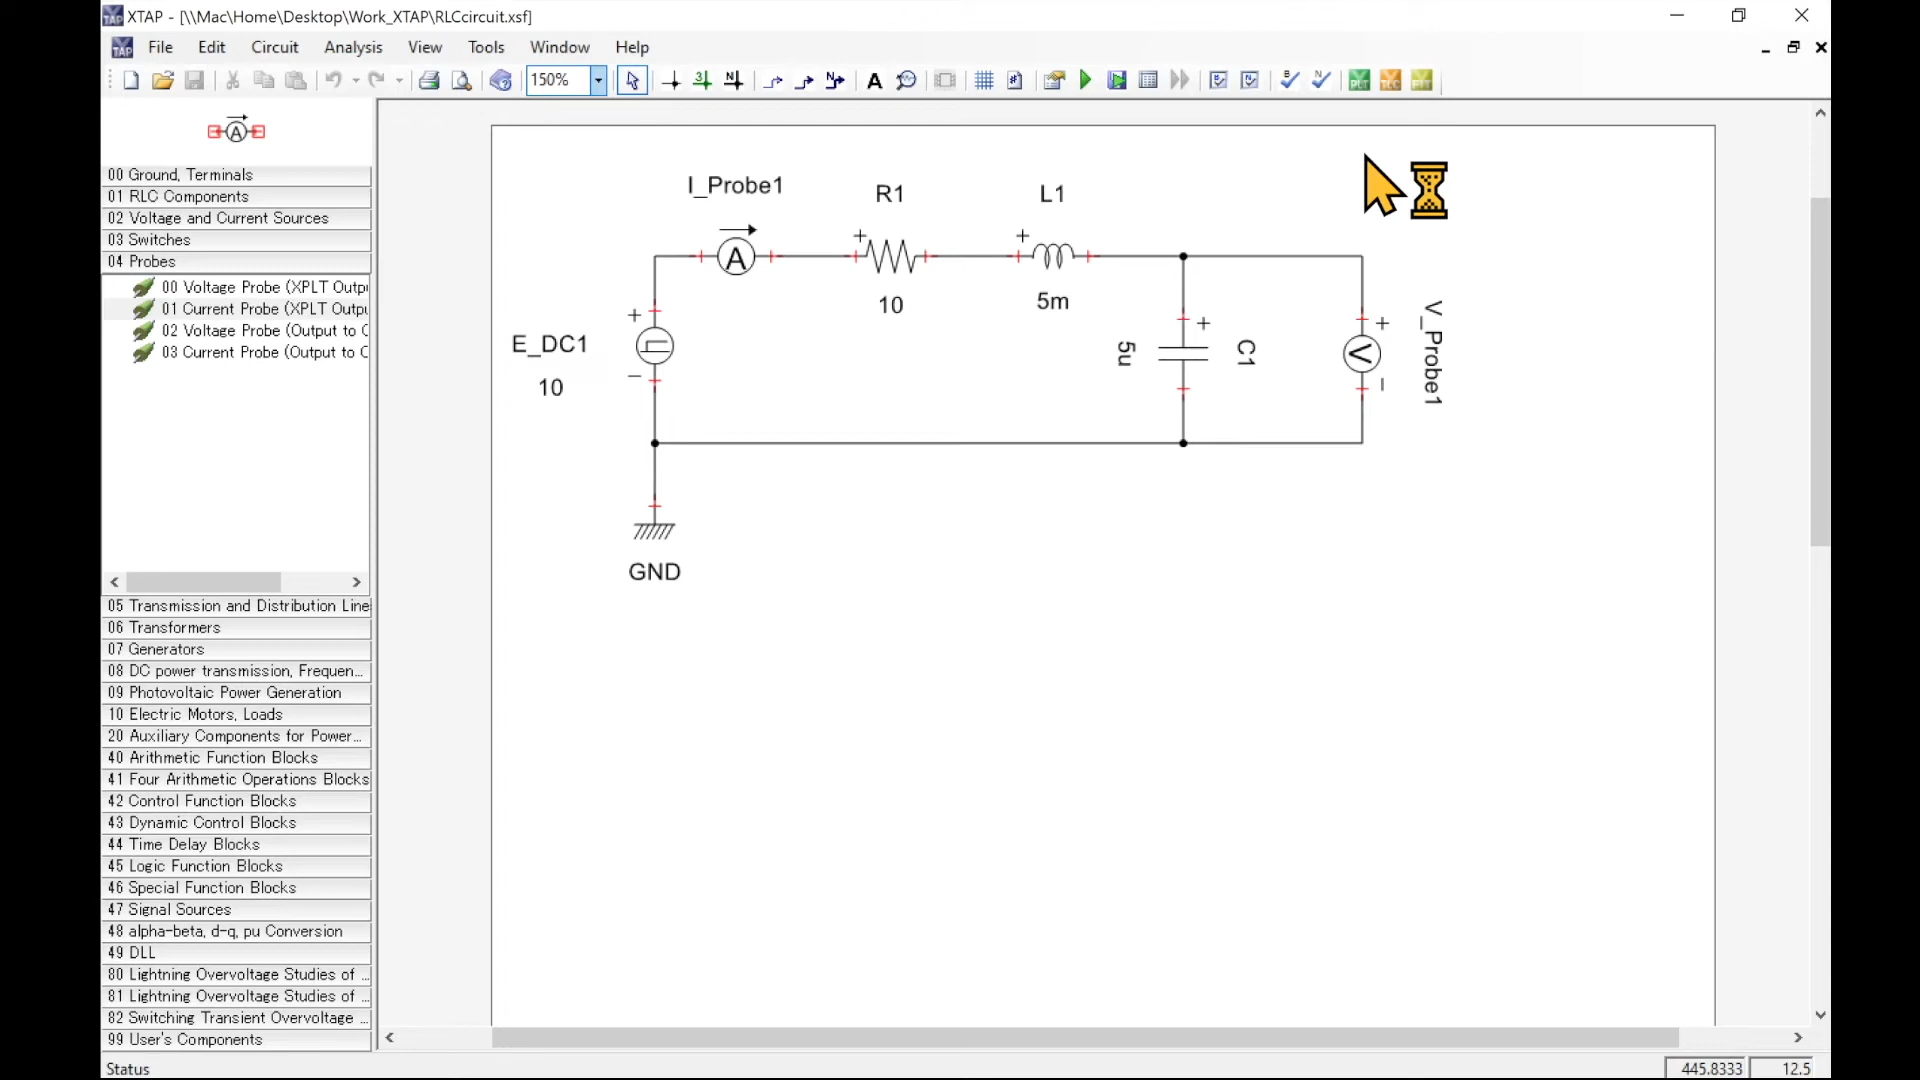 XTAP - [\\Mac\Home\Desktop\Work_XTAP\RLCcircuit.xsf]
File Edit Circuit Analysis View Tools Window Help
150%
00 Ground, Terminals
01 RLC Components
02 Voltage and Current Sources
03 Switches
04 Probes
00 Voltage Probe (XPLT Outpu
01 Current Probe (XPLT Outpu
02 Voltage Probe (Output to C
03 Current Probe (Output to C
05 Transmission and Distribution Line
06 Transformers
07 Generators
08 DC power transmission, Frequen...
09 Photovoltaic Power Generation
10 Electric Motors, Loads
20 Auxiliary Components for Power...
40 Arithmetic Function Blocks
41 Four Arithmetic Operations Blocks
42 Control Function Blocks
43 Dynamic Control Blocks
44 Time Delay Blocks
45 Logic Function Blocks
46 Special Function Blocks
47 Signal Sources
48 alpha-beta, d-q, pu Conversion
49 DLL
80 Lightning Overvoltage Studies of ...
81 Lightning Overvoltage Studies of ...
82 Switching Transient Overvoltage ...
99 User's Components
I_Probe1
R1
L1
A
10
5m
E_DC1
10
5u
C1
V
V_Probe1
GND
Status
445.8333
12.5